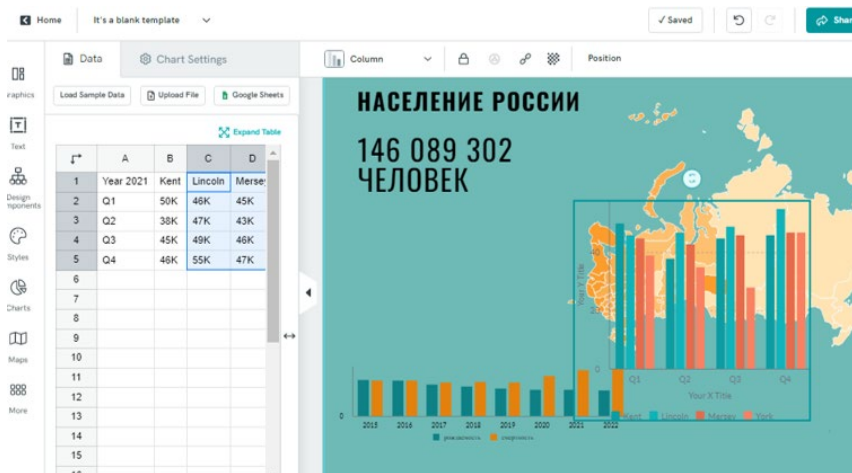 Home
It's a blank template
✓ Saved
Data
Chart Settings
Column
Position
Text
Design
Styles
Charts
Maps
More
Load Sample Data
Upload File
Google Sheets
Expand Table
A B C D
1 Year 2021 Kent Lincoln
2 Q1 50K 46K 45K
3 Q2 38K 47K 43K
4 Q3 45K 49K 46K
5 Q4 46K 55K 47K
6
7
8
9
10
11
12
13
14
15
НАСЕЛЕНИЕ РОССИИ
146 089 302
ЧЕЛОВЕК
Your Y Title
0
Q1 Q2 Q3 Q4
Your X Title
Kent Lincoln Mersey York
0
2015 2016 2017 2018 2019 2020 2021 2022